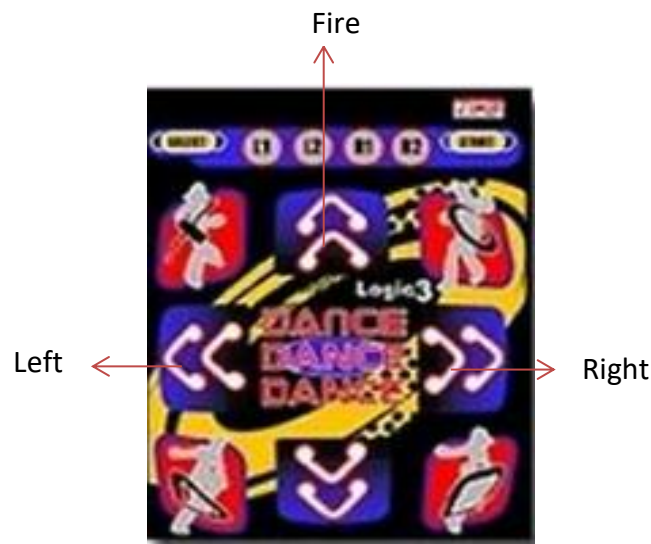 Fire
SELECT L1 L2 R1 R2 START
Logic3
DANCE
DANCE
DANCE
Left
Right